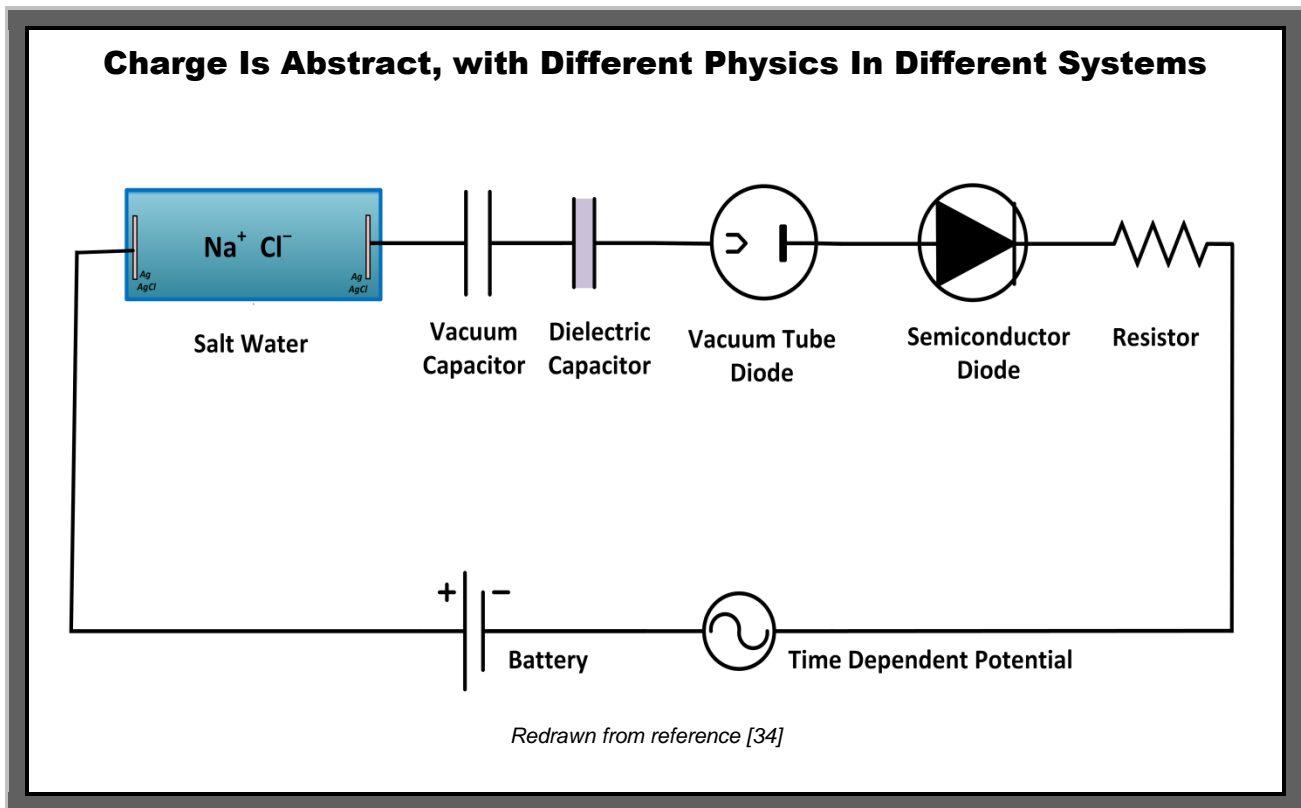 Charge Is Abstract, with Different Physics In Different Systems
Na⁺ Cl⁻
Ag
AgCl
Ag
AgCl
Salt Water
Vacuum
Capacitor
Dielectric
Capacitor
Vacuum Tube
Diode
Semiconductor
Diode
Resistor
+ −
Battery
Time Dependent Potential
Redrawn from reference [34]